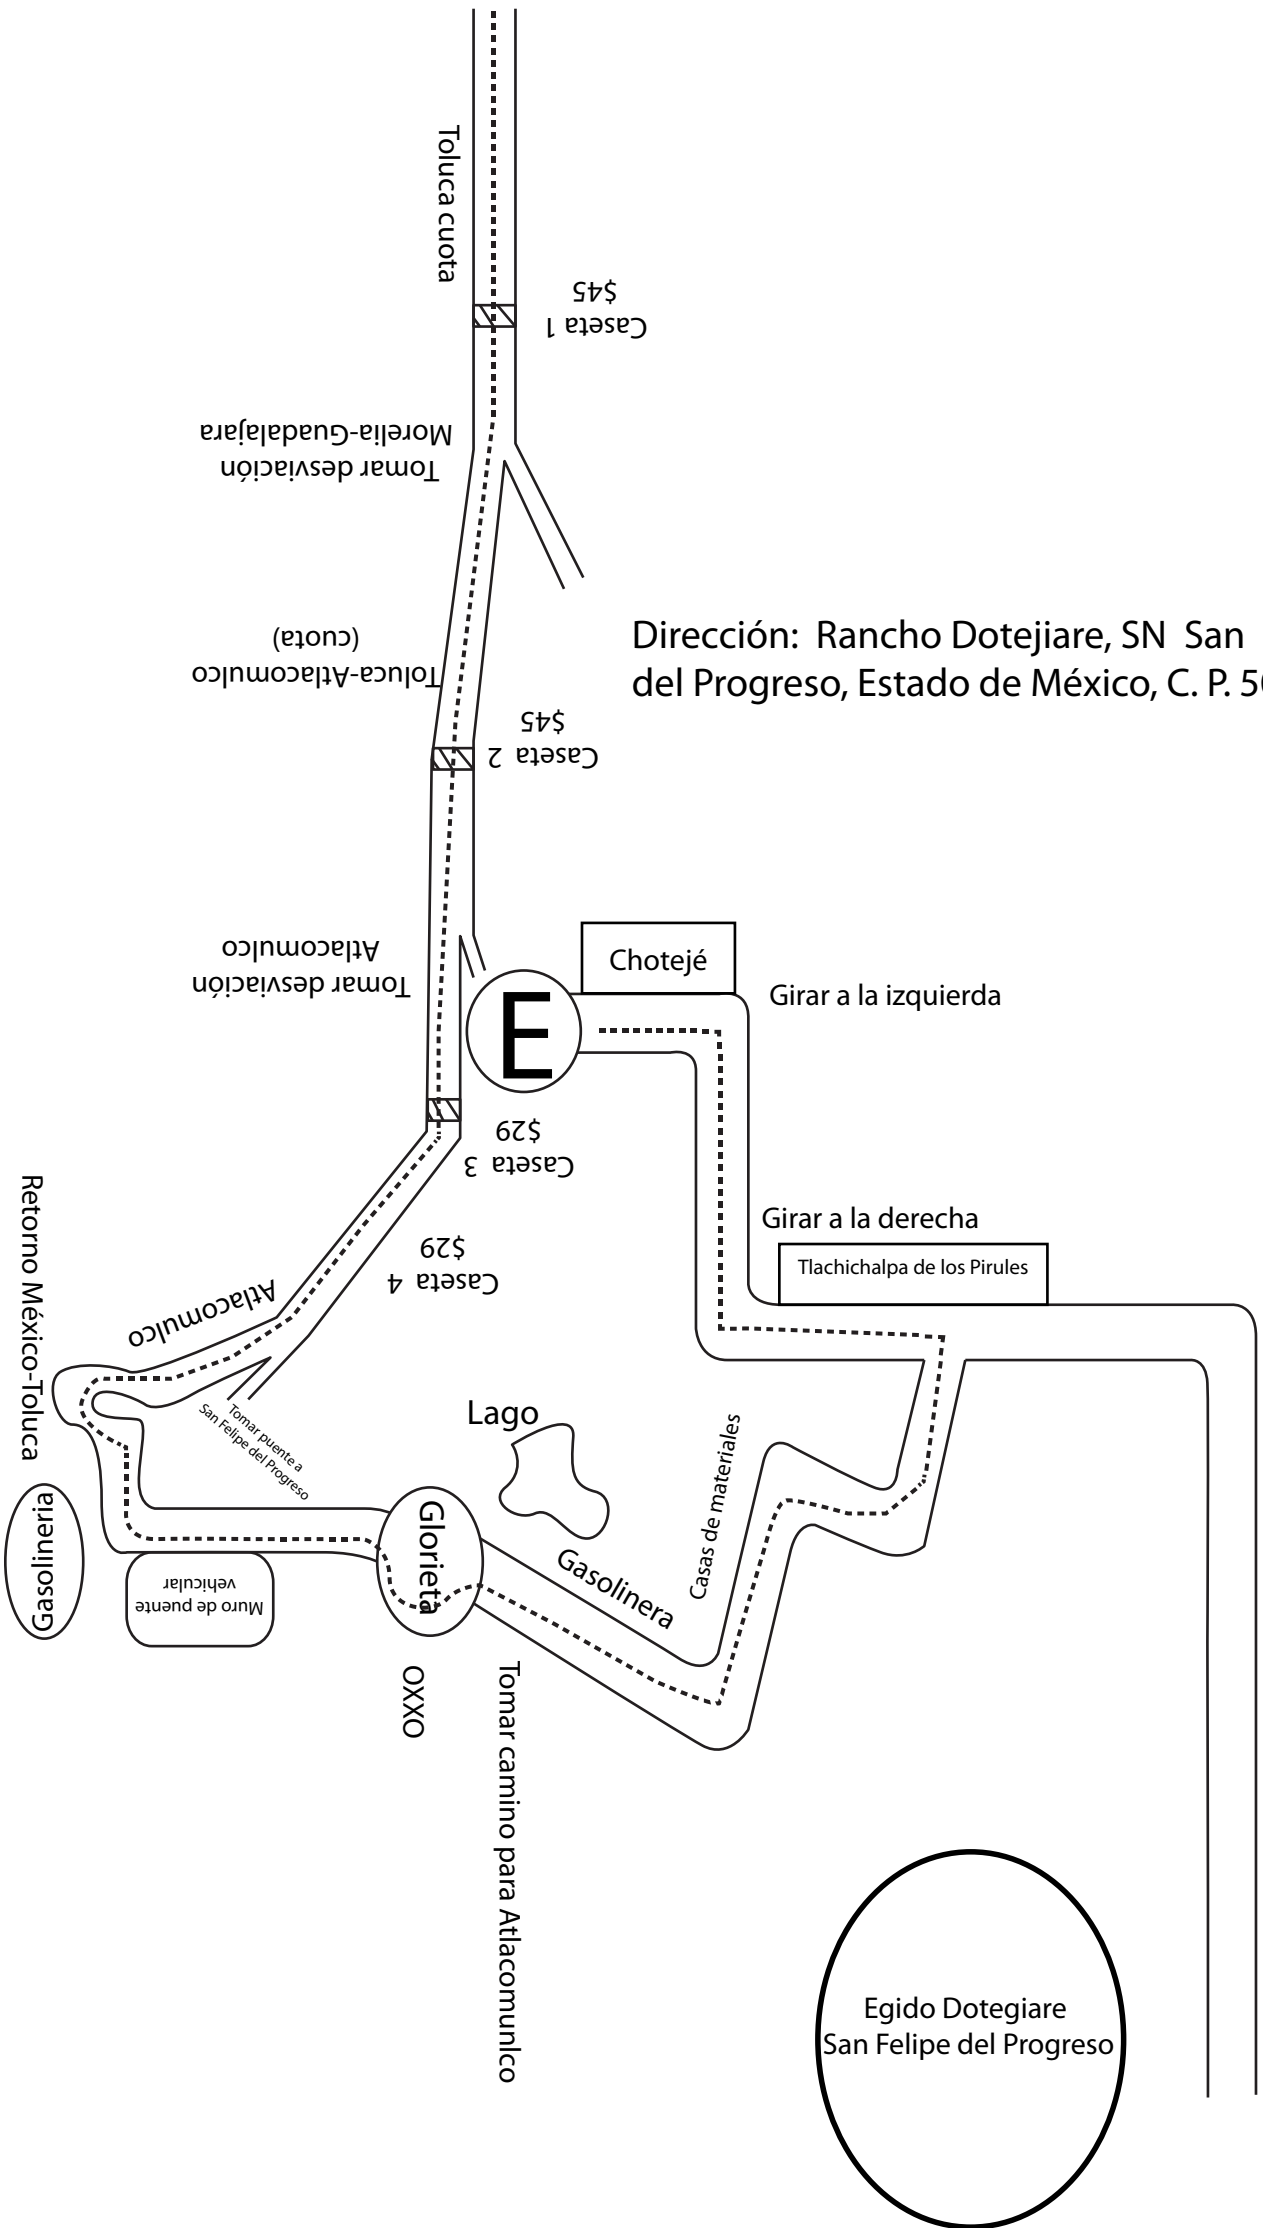 Toluca cuota
Caseta 1
$45
Tomar desviación
Morelia-Guadalajara
Toluca-Atlacomulco
(cuota)
Dirección:  Rancho Dotejiare, SN  San
del Progreso, Estado de México, C. P. 50
Caseta  2
$45
Tomar desviación
Atlacomulco
E
Chotejé
Girar a la izquierda
Caseta  3
$29
Girar a la derecha
Tlachichalpa de los Pirules
Caseta  4
$29
Atlacomulco
Retorno México-Toluca
Tomar puente a
San Felipe del Progreso
Lago
Casas de materiales
Gasolineria
Glorieta
Gasolinera
Muro de puente
vehicular
OXXO
Tomar camino para Atlacomunlco
Egido Dotegiare
San Felipe del Progreso